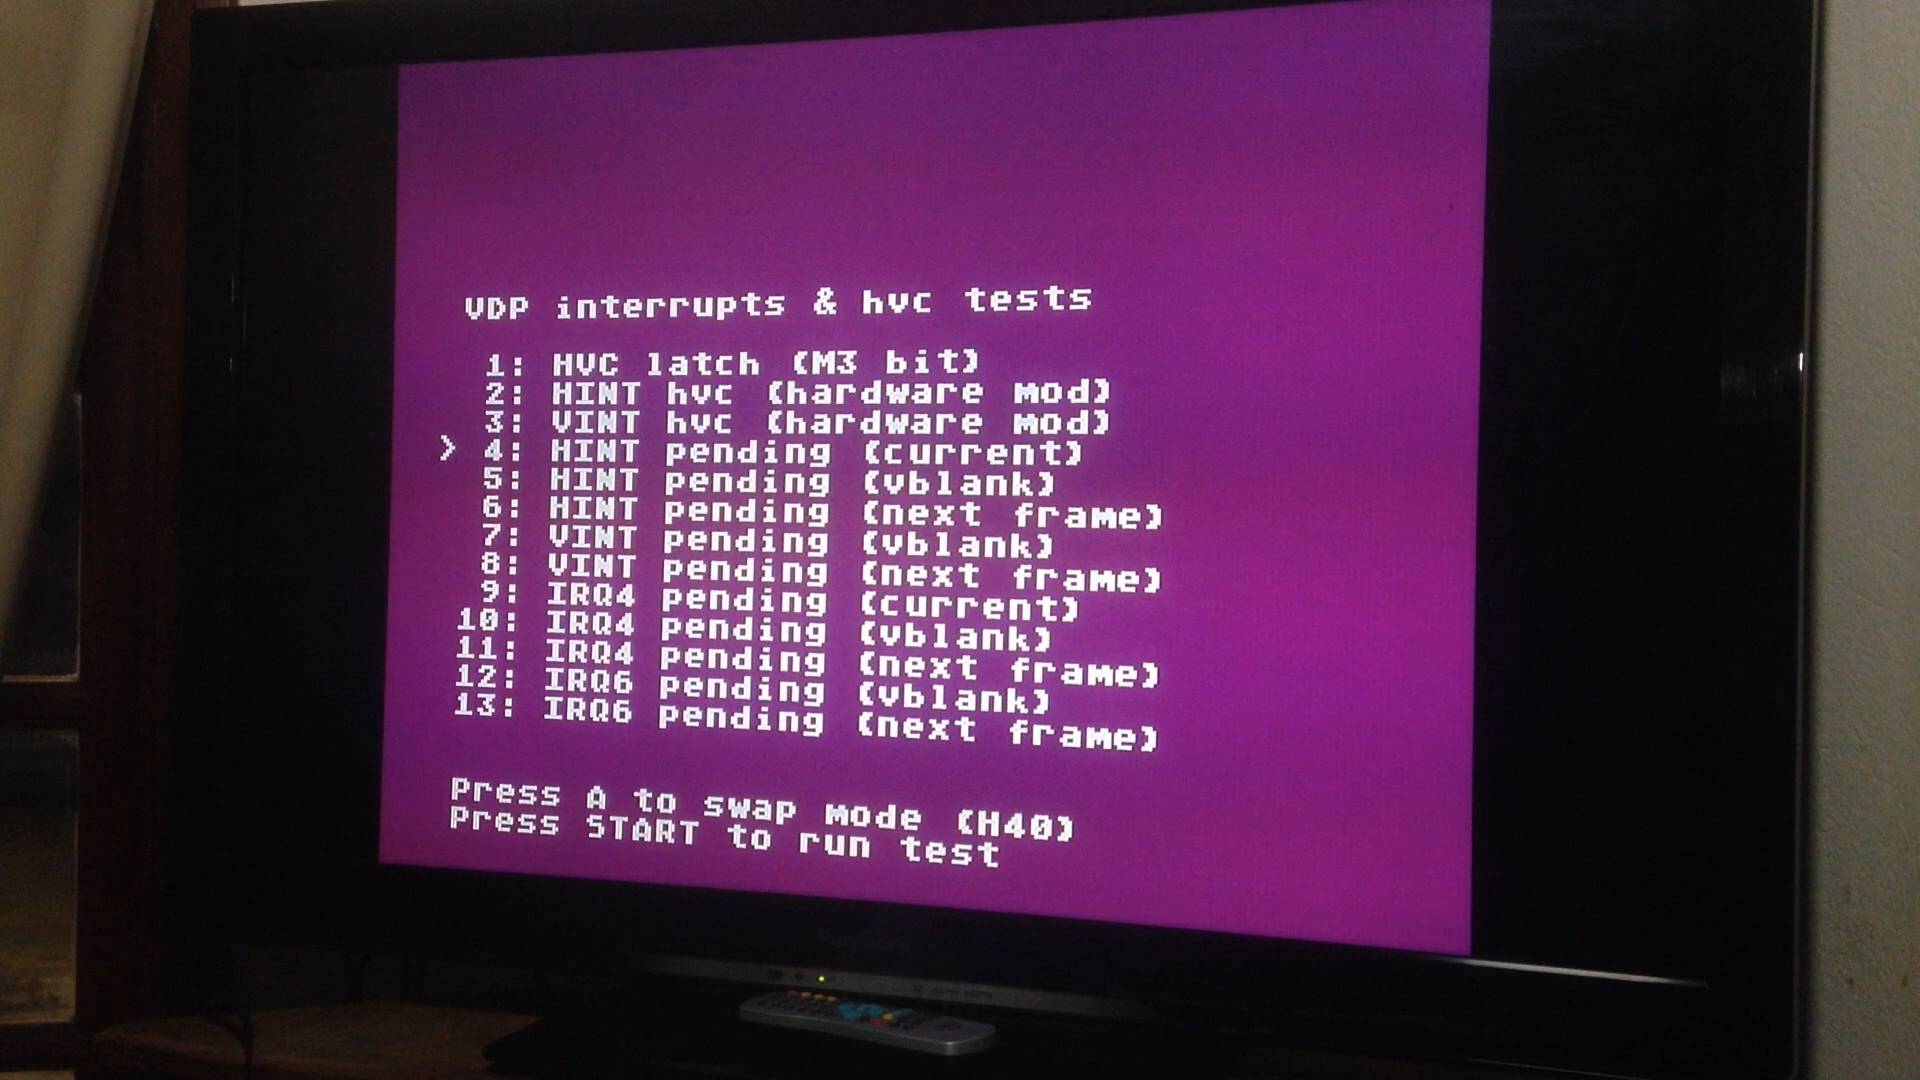 VDP interrupts & hvc tests
1: HVC latch (M3 bit)
2: HINT hvc (hardware mod)
3: VINT hvc (hardware mod)
> 4: HINT pending (current)
5: HINT pending (vblank)
6: HINT pending (next frame)
7: VINT pending (vblank)
8: VINT pending (next frame)
9: IRQ4 pending (current)
10: IRQ4 pending (vblank)
11: IRQ4 pending (next frame)
12: IRQ6 pending (vblank)
13: IRQ6 pending (next frame)
Press A to swap mode (H40)
Press START to run test